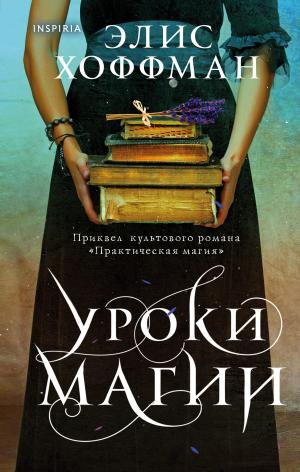 INSPIRIA
ЭЛИС
ХОФФМАН
Приквел культового романа
«Практическая магия»
УРОКИ
МАГИИ